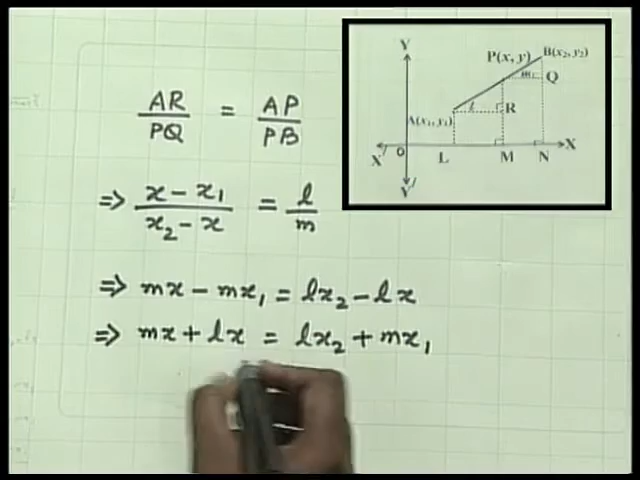 AR/PQ = AP/PB
=> x - x₁/x₂ - x = l/m
=> mx - mx₁ = lx₂ - lx
=> mx + lx = lx₂ + mx₁
Y
B(x₂, y₂)
P(x, y)
m Q
l R
A(x₁, y₁)
X′ O L M N X
Y′